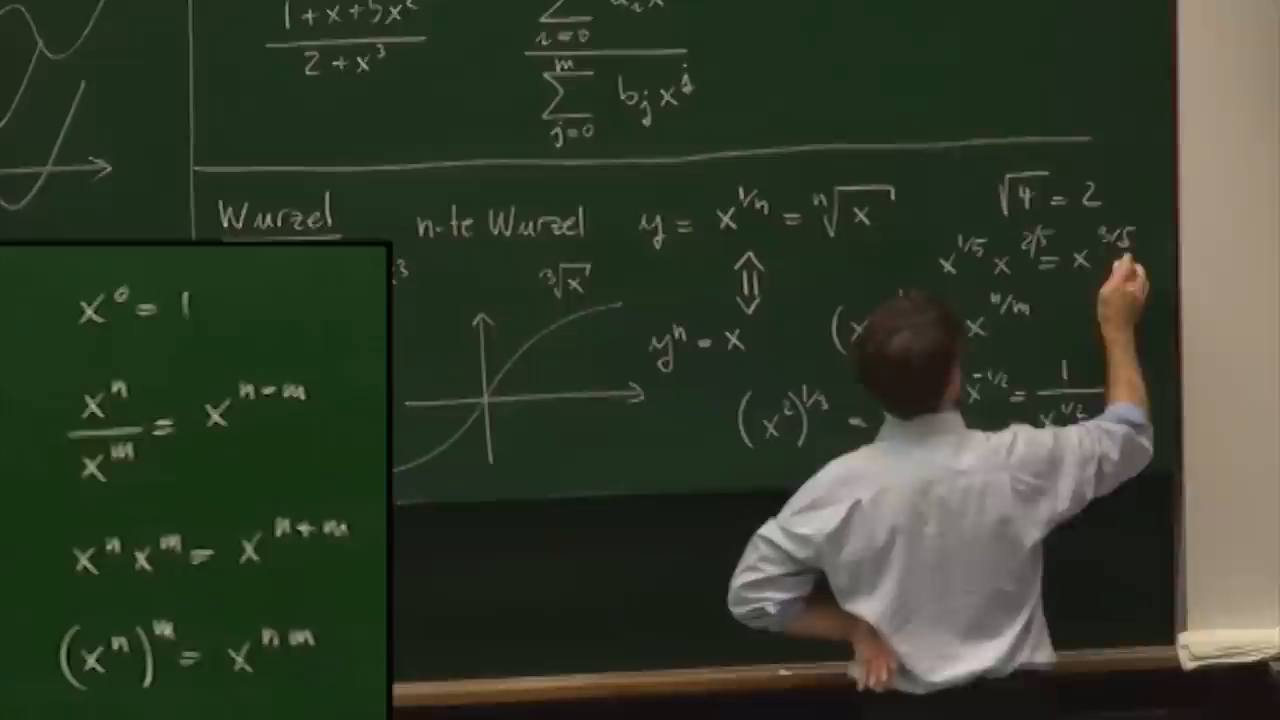 1+x+5x²
2+x³
i=0
m
∑ b_j x^j
j=0
Wurzel
n-te Wurzel
y = x^{1/n} = ⁿ√x
⇕
yⁿ = x
√4 = 2
x^{1/5} x^{2/5} = x^{3/5}
x^{n/m}
(x²)^{1/3} =
x^{-1/2} = 1
x^{1/2}
³√x
x⁰ = 1
xⁿ
x^m
= x^{n-m}
xⁿ x^m = x^{n+m}
(xⁿ)^m = x^{nm}